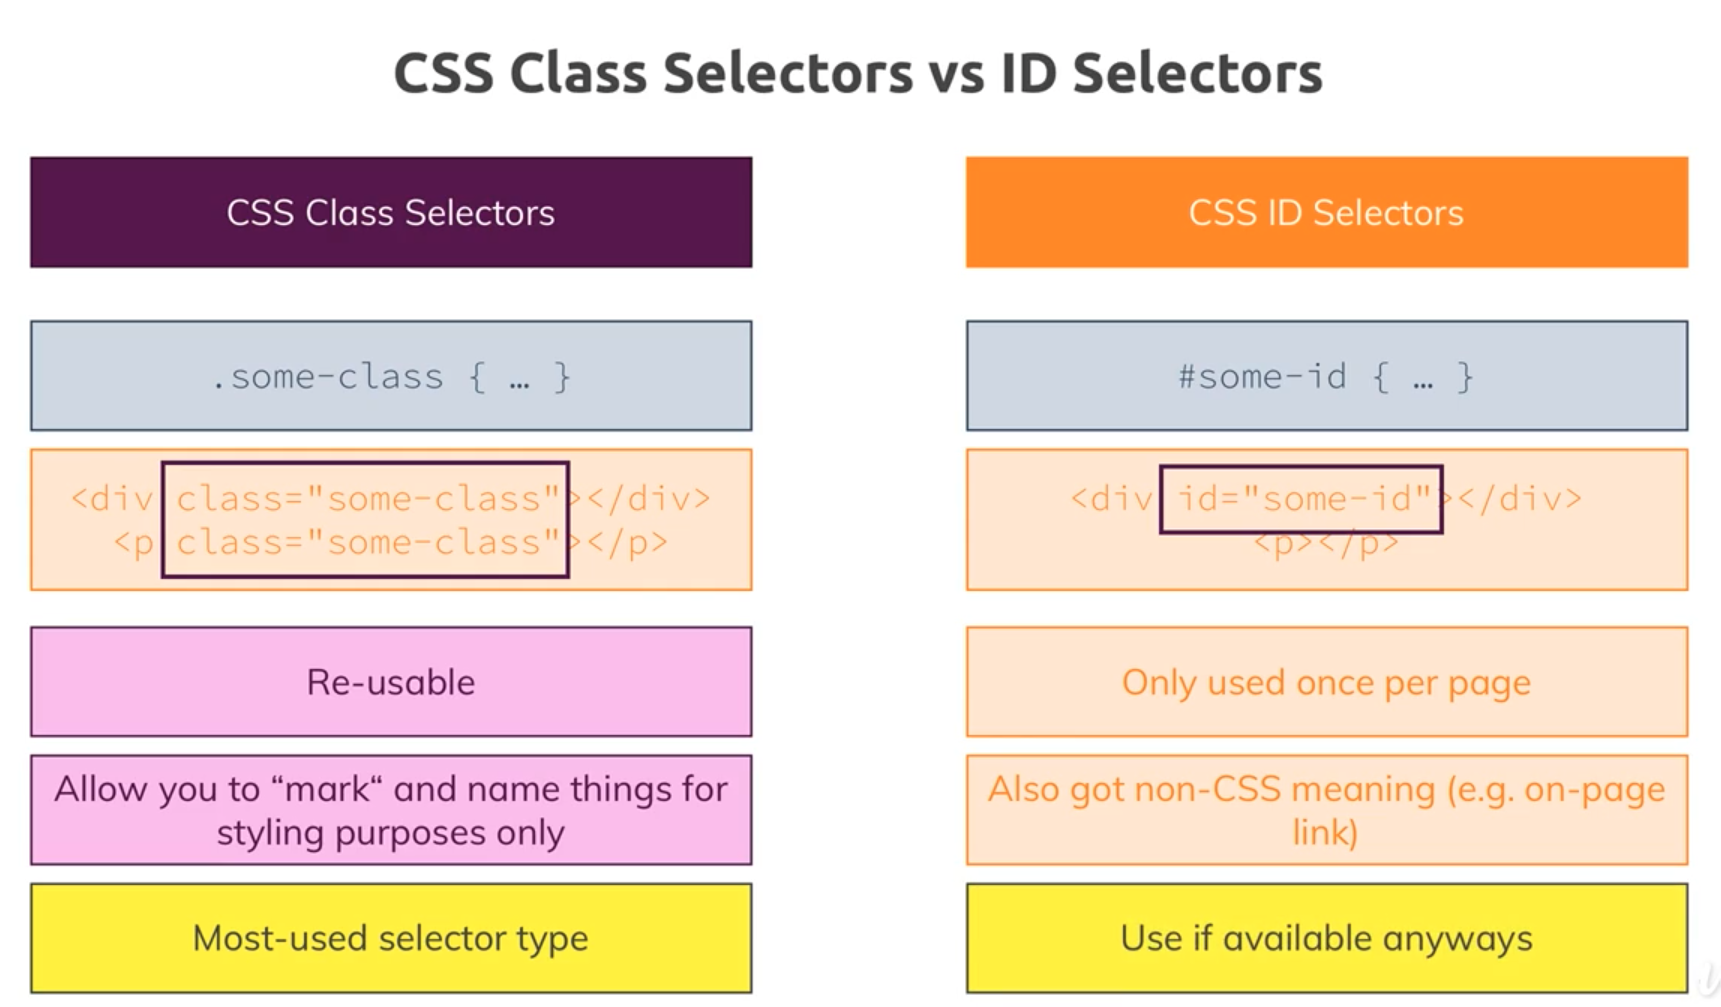 CSS Class Selectors vs ID Selectors
CSS Class Selectors
.some-class { … }
<div class="some-class"></div>
<p class="some-class"></p>
Re-usable
Allow you to “mark“ and name things for
styling purposes only
Most-used selector type
CSS ID Selectors
#some-id { … }
<div id="some-id"></div>
<p></p>
Only used once per page
Also got non-CSS meaning (e.g. on-page
link)
Use if available anyways